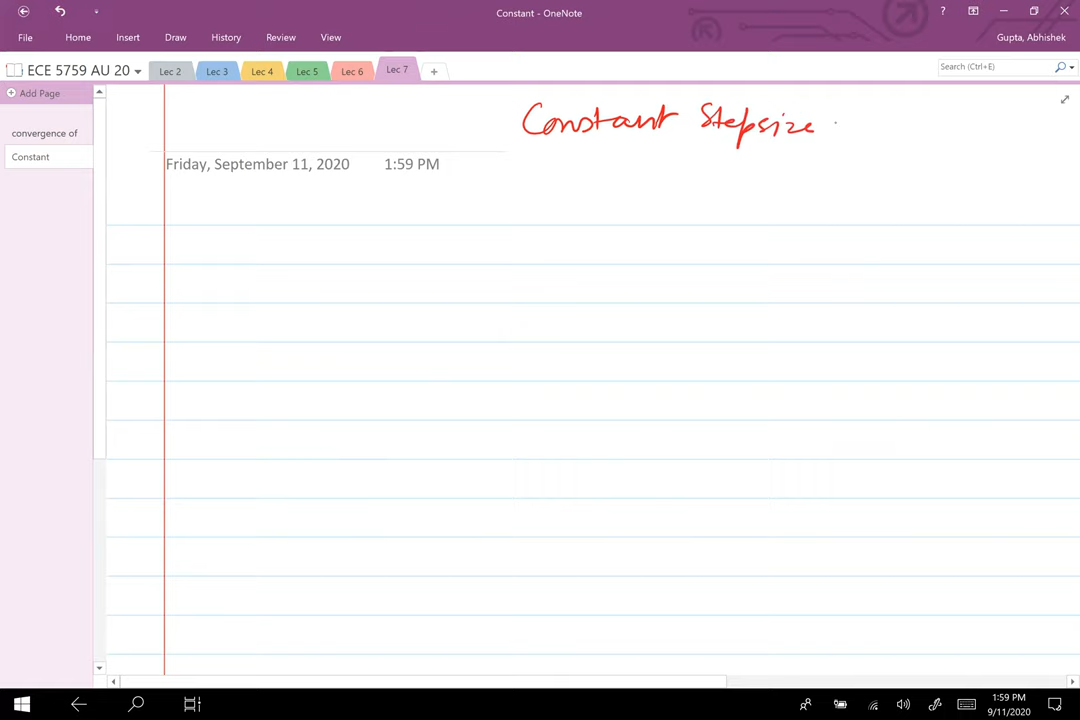 Constant - OneNote
?
File
Home
Insert
Draw
History
Review
View
Gupta, Abhishek
ECE 5759 AU 20
Lec 2
Lec 3
Lec 4
Lec 5
Lec 6
Lec 7
+
Search (Ctrl+E)
Add Page
convergence of
Constant
Constant Stepsize
Friday, September 11, 2020 1:59 PM
1:59 PM
9/11/2020